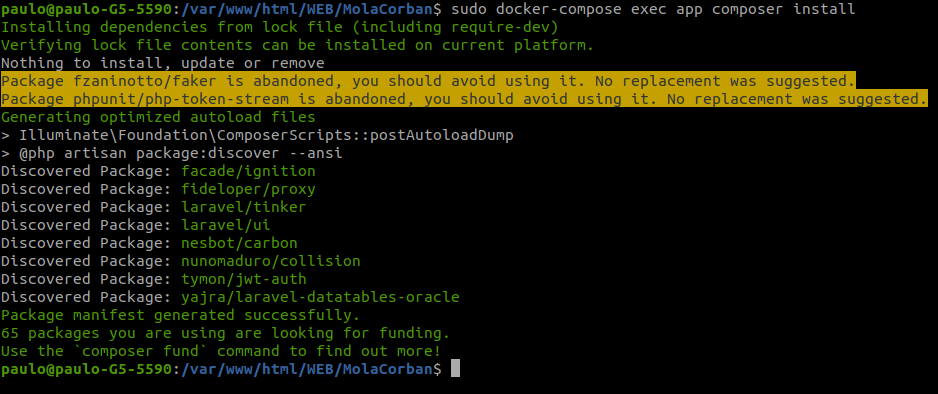 paulo@paulo-G5-5590:/var/www/html/WEB/MolaCorban$ sudo docker-compose exec app composer install
Installing dependencies from lock file (including require-dev)
Verifying lock file contents can be installed on current platform.
Nothing to install, update or remove
Package fzaninotto/faker is abandoned, you should avoid using it. No replacement was suggested.
Package phpunit/php-token-stream is abandoned, you should avoid using it. No replacement was suggested.
Generating optimized autoload files
> Illuminate\Foundation\ComposerScripts::postAutoloadDump
> @php artisan package:discover --ansi
Discovered Package: facade/ignition
Discovered Package: fideloper/proxy
Discovered Package: laravel/tinker
Discovered Package: laravel/ui
Discovered Package: nesbot/carbon
Discovered Package: nunomaduro/collision
Discovered Package: tymon/jwt-auth
Discovered Package: yajra/laravel-datatables-oracle
Package manifest generated successfully.
65 packages you are using are looking for funding.
Use the `composer fund` command to find out more!
paulo@paulo-G5-5590:/var/www/html/WEB/MolaCorban$